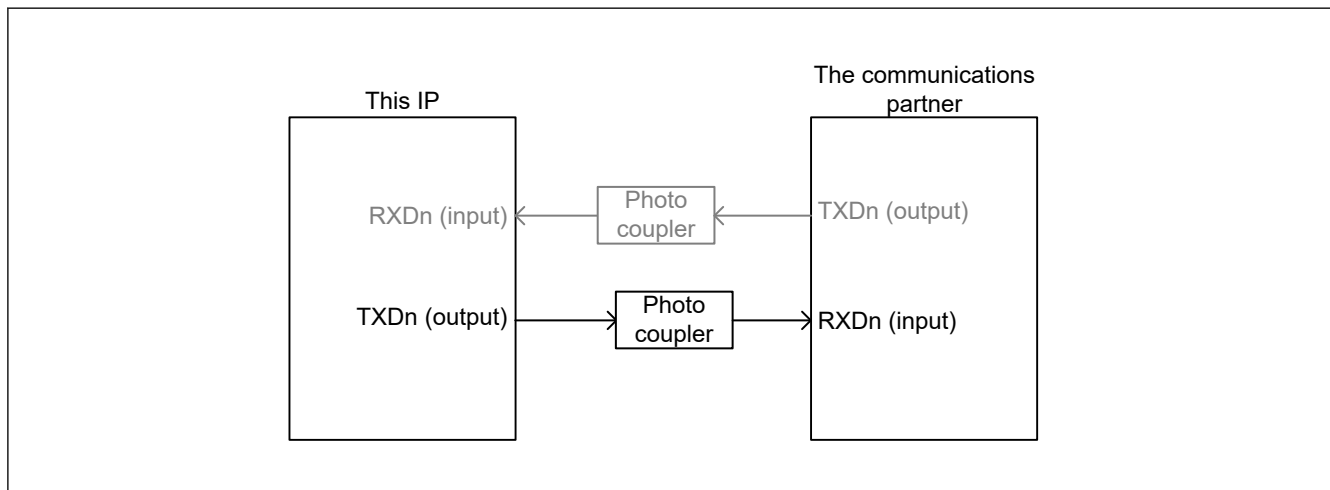 This IP
The communications
partner
RXDn (input)
Photo
coupler
TXDn (output)
TXDn (output)
Photo
coupler
RXDn (input)